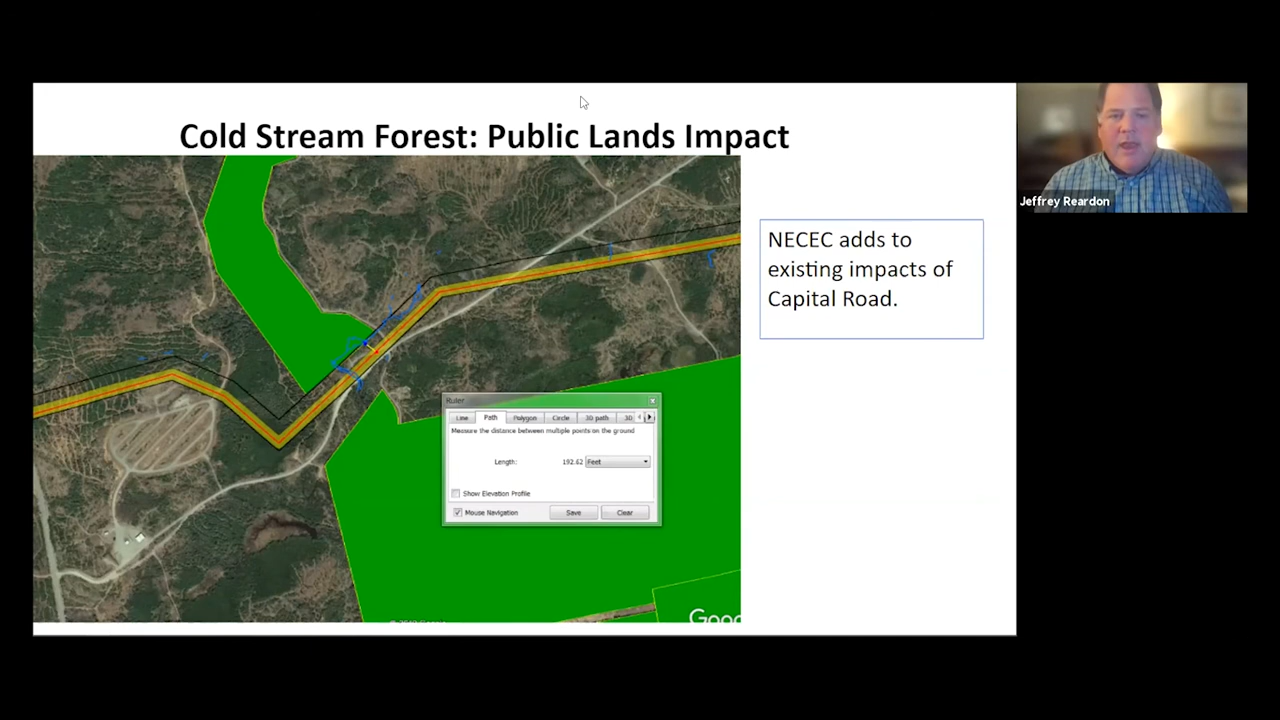 Cold Stream Forest: Public Lands Impact
Jeffrey Reardon
NECEC adds to
existing impacts of
Capital Road.
Ruler
Line Path Polygon Circle 3D path 3D
Measure the distance between multiple points on the ground
Length: 192.62 Feet
Show Elevation Profile
Mouse Navigation Save Clear
Goo